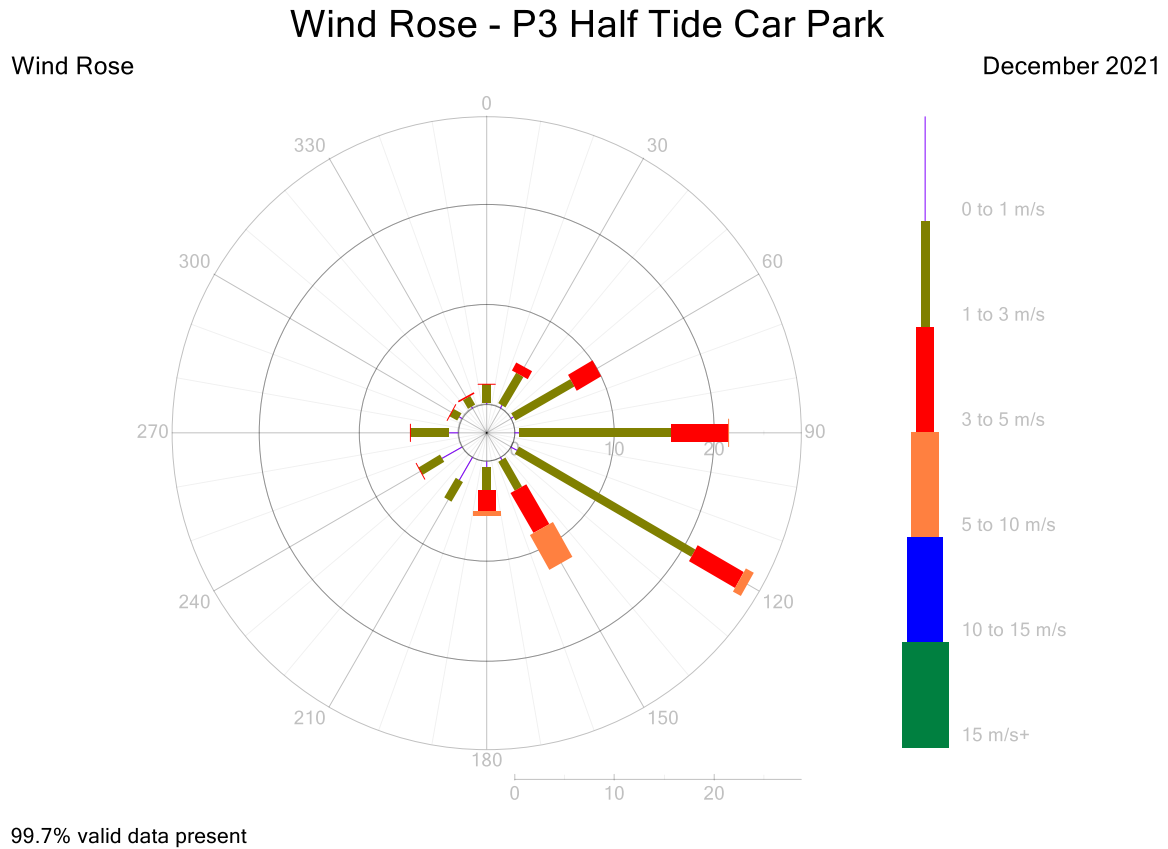 Wind Rose - P3 Half Tide Car Park
Wind Rose
December 2021
0
330
30
0 to 1 m/s
300
60
1 to 3 m/s
3 to 5 m/s
270
90
0
10
20
5 to 10 m/s
240
120
10 to 15 m/s
210
150
15 m/s+
180
0
10
20
99.7% valid data present